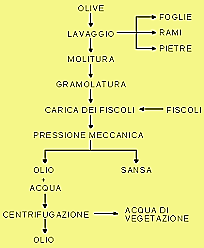 OLIVE
FOGLIE
LAVAGGIO
RAMI
PIETRE
MOLITURA
GRAMOLATURA
CARICA DEI FISCOLI
FISCOLI
PRESSIONE MECCANICA
OLIO
SANSA
+
ACQUA
CENTRIFUGAZIONE
ACQUA DI
VEGETAZIONE
OLIO